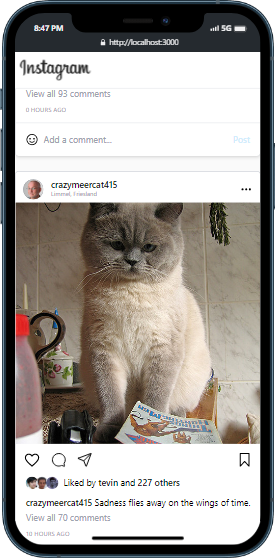 8:47 PM
5G
http://localhost:3000
Instagram
View all 93 comments
0 HOURS AGO
Add a comment...
Post
crazymeercat415
Lommel, Friesland
Liked by tevin and 227 others
crazymeercat415 Sadness flies away on the wings of time.
View all 70 comments
10 HOURS AGO